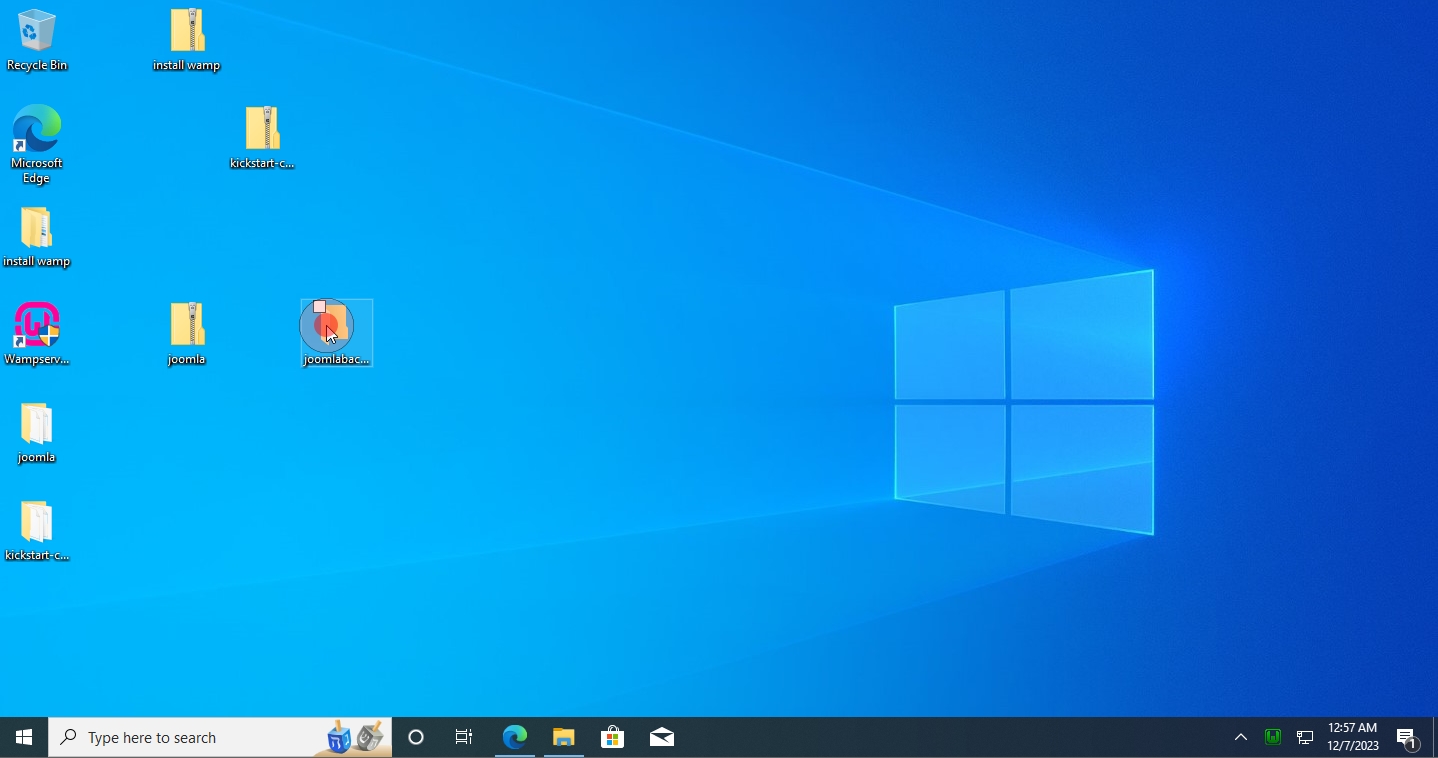 Recycle Bin
install wamp
Microsoft
Edge
kickstart-c...
install wamp
Wampserv...
joomla
joomlabac...
joomla
kickstart-c...
Type here to search
12:57 AM
12/7/2023
1